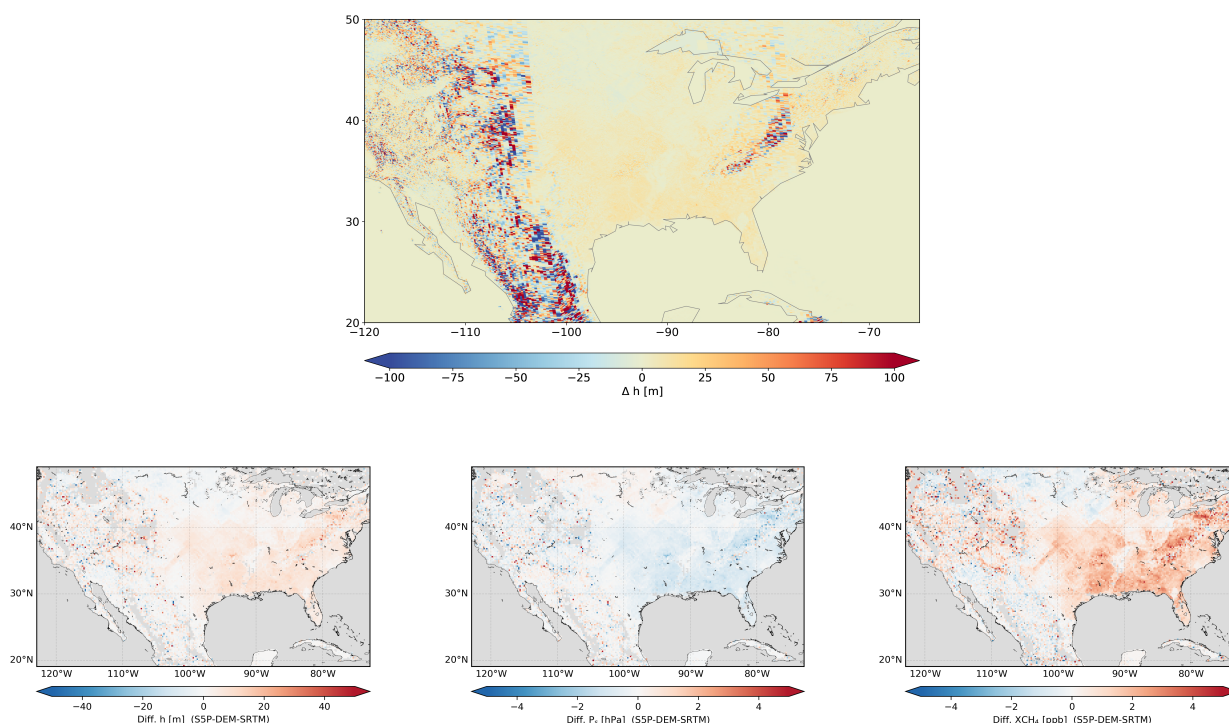 50
40
30
20
−120 −110 −100 −90 −80 −70
−100 −75 −50 −25 0 25 50 75 100
Δ h [m]
40°N 40°N 40°N
30°N 30°N 30°N
20°N 20°N 20°N
120°W 110°W 100°W 90°W 80°W 120°W 110°W 100°W 90°W 80°W 120°W 110°W 100°W 90°W 80°W
−40 −20 0 20 40 −4 −2 0 2 4 −4 −2 0 2 4
Diff. h [m] (S5P-DEM-SRTM) Diff. Pₛ [hPa] (S5P-DEM-SRTM) Diff. XCH₄ [ppb] (S5P-DEM-SRTM)